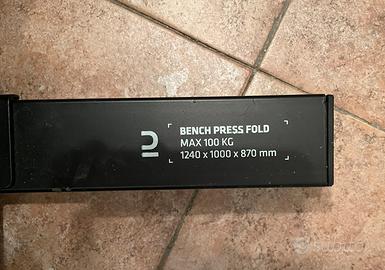 BENCH PRESS FOLD
MAX 100 KG
1240 x 1000 x 870 mm